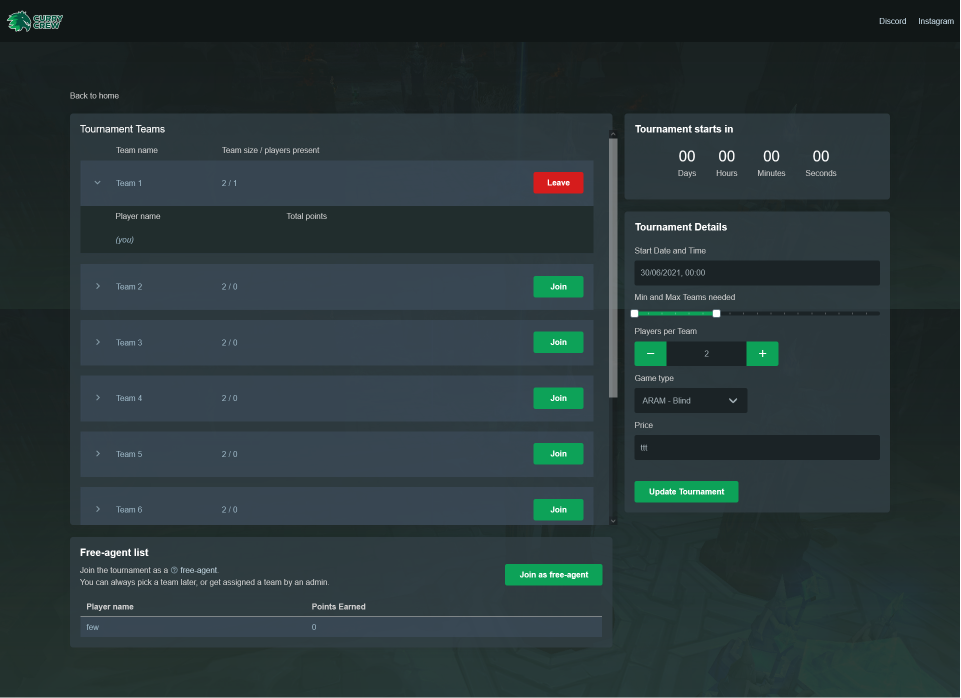 CURRY
CREW
Discord Instagram
Back to home
Tournament Teams
Team name Team size / players present
Team 1 2 / 1 Leave
Player name Total points
(you)
Team 2 2 / 0 Join
Team 3 2 / 0 Join
Team 4 2 / 0 Join
Team 5 2 / 0 Join
Team 6 2 / 0 Join
Free-agent list
Join the tournament as a ? free-agent.
You can always pick a team later, or get assigned a team by an admin.
Join as free-agent
Player name Points Earned
few 0
Tournament starts in
00 00 00 00
Days Hours Minutes Seconds
Tournament Details
Start Date and Time
30/06/2021, 00:00
Min and Max Teams needed
Players per Team
− 2 +
Game type
ARAM - Blind
Price
ttt
Update Tournament